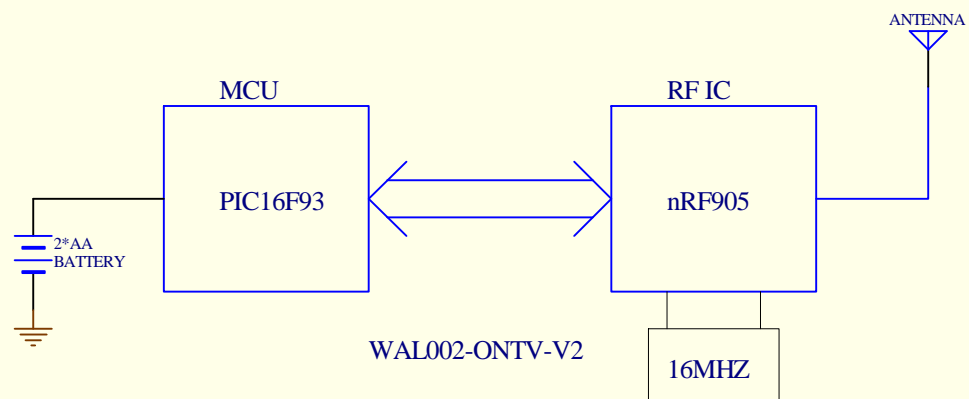 ANTENNA
MCU
RF IC
PIC16F93
nRF905
2*AA
BATTERY
WAL002-ONTV-V2
16MHZ